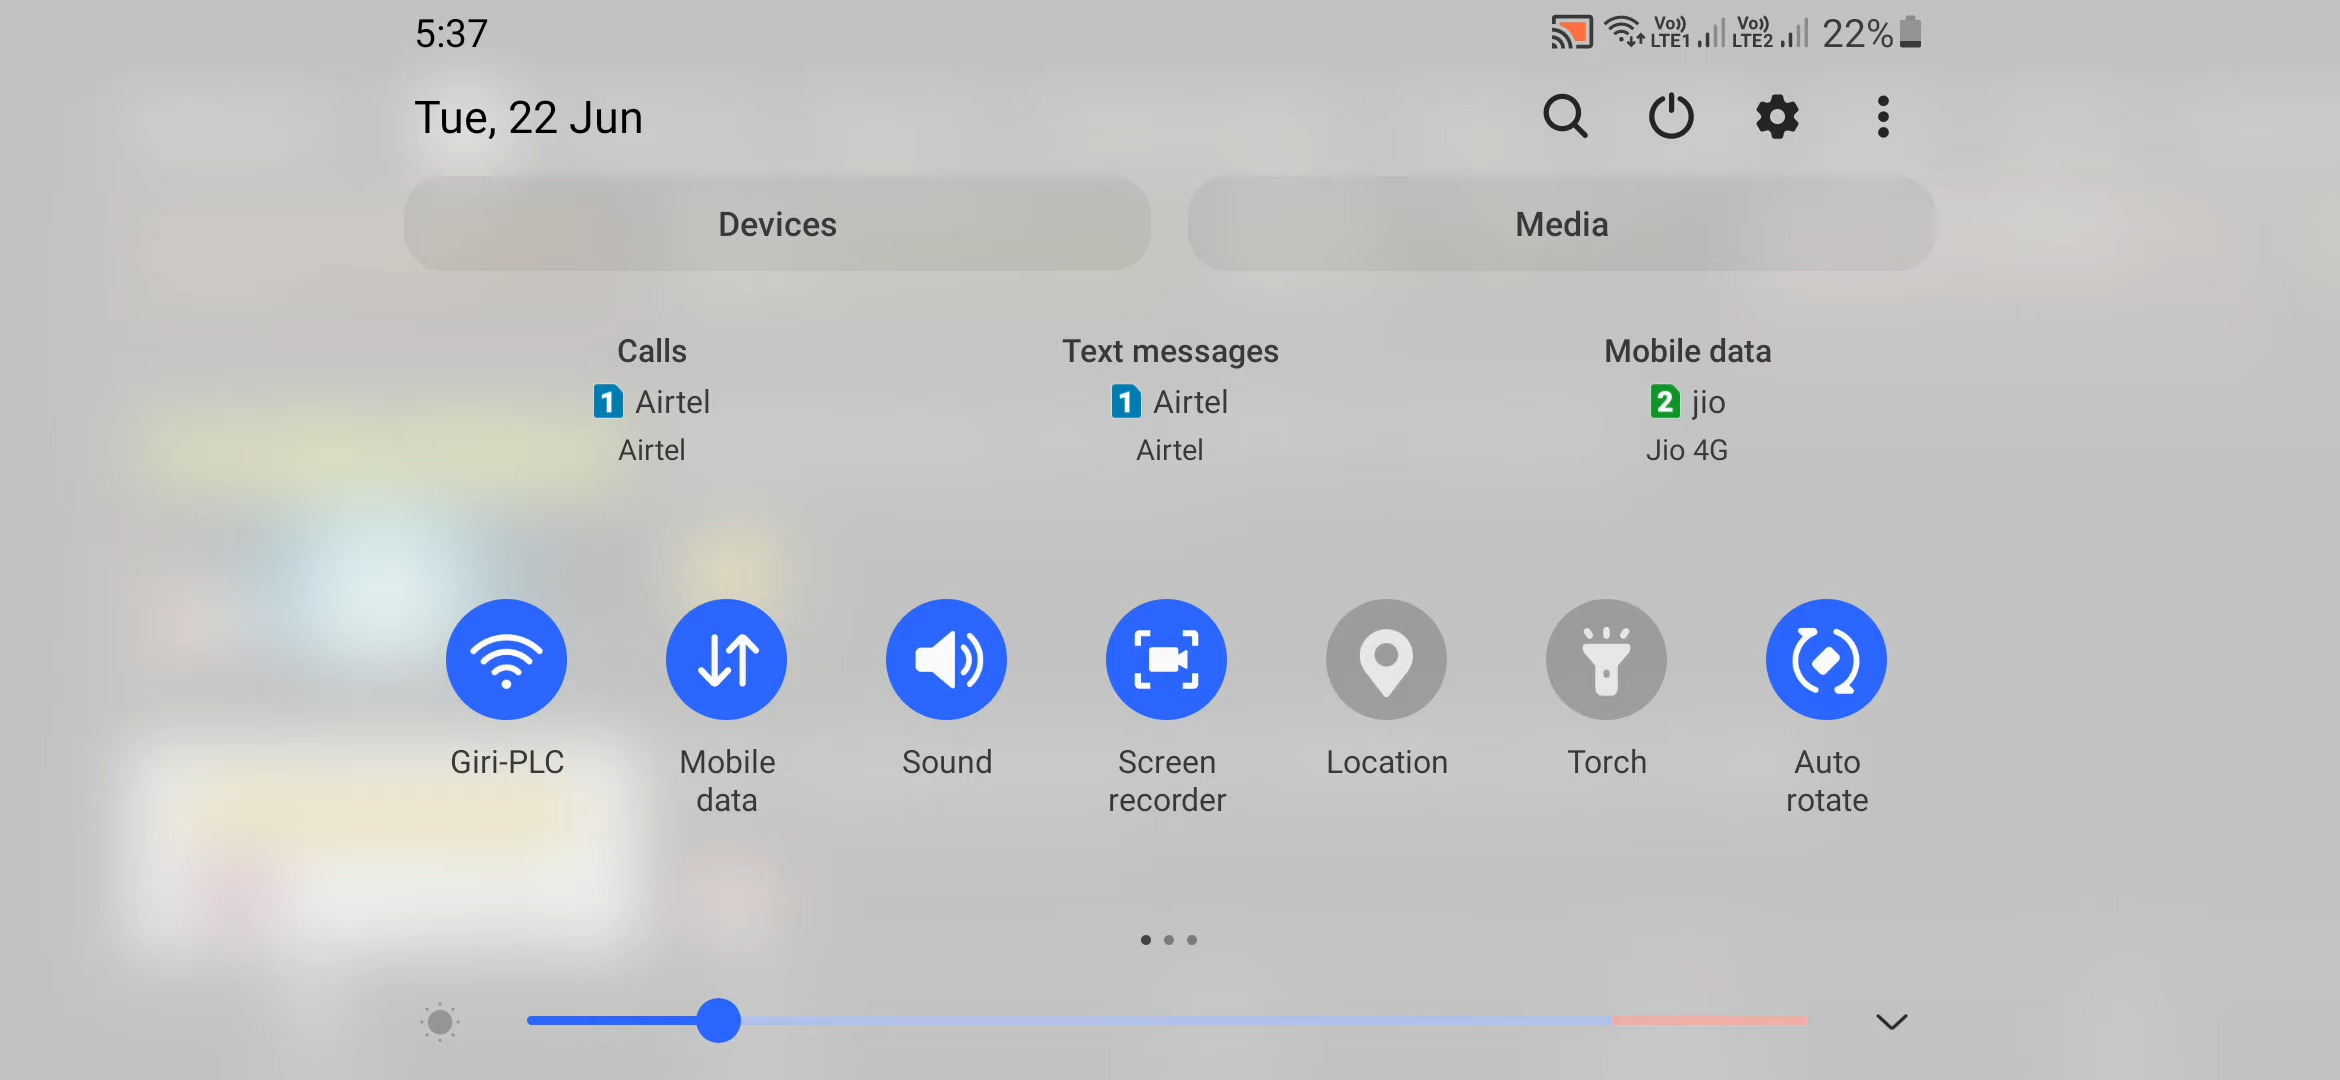 5:37
Vo)) LTE1 Vo)) LTE2 22%
Tue, 22 Jun
Devices Media
Calls Text messages Mobile data
1 Airtel 1 Airtel 2 jio
Airtel Airtel Jio 4G
Giri-PLC Mobile data Sound Screen recorder Location Torch Auto rotate